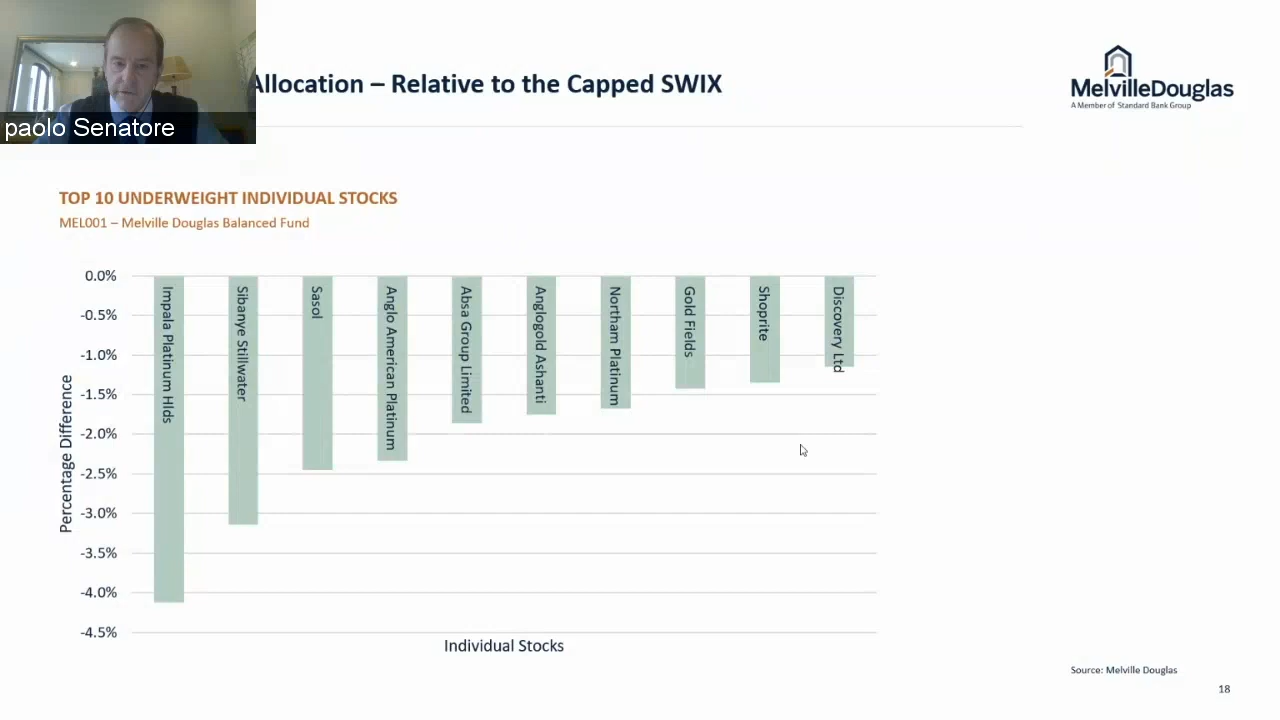 paolo Senatore
Allocation – Relative to the Capped SWIX
MelvilleDouglas
A Member of Standard Bank Group
TOP 10 UNDERWEIGHT INDIVIDUAL STOCKS
MEL001 – Melville Douglas Balanced Fund
Percentage Difference
0.0%
-0.5%
-1.0%
-1.5%
-2.0%
-2.5%
-3.0%
-3.5%
-4.0%
-4.5%
Impala Platinum Hlds
Sibanye Stillwater
Sasol
Anglo American Platinum
Absa Group Limited
Anglogold Ashanti
Northam Platinum
Gold Fields
Shoprite
Discovery Ltd
Individual Stocks
Source: Melville Douglas
18